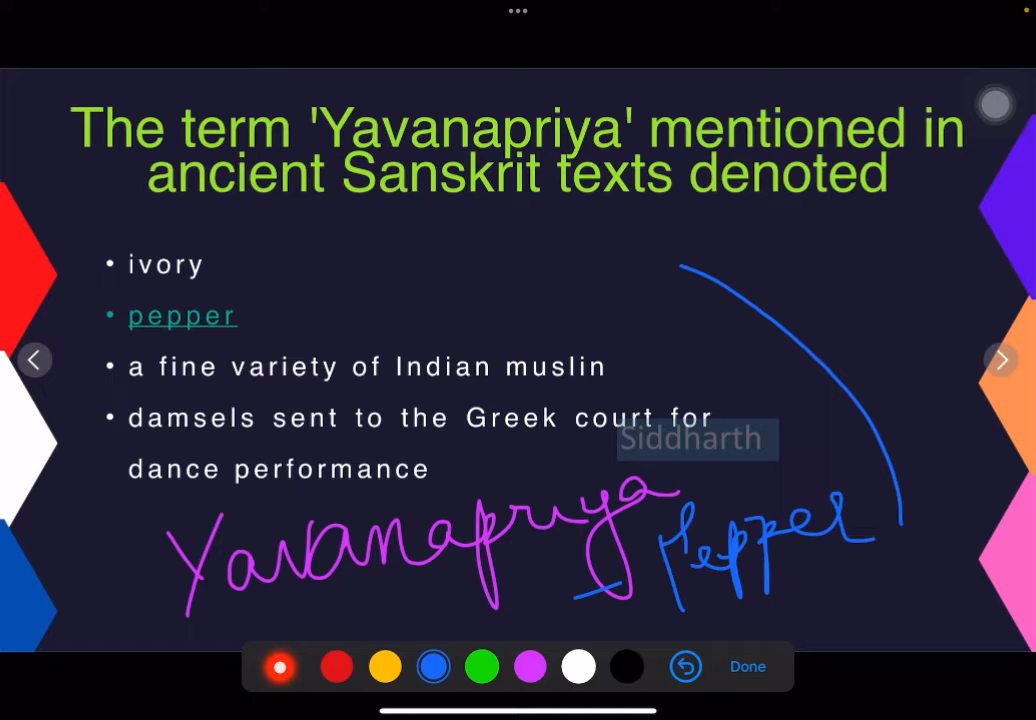 The term 'Yavanapriya' mentioned in
ancient Sanskrit texts denoted
• ivory
• pepper
• a fine variety of Indian muslin
• damsels sent to the Greek court for
Siddharth
dance performance
Yavanapriya
Pepper
Done